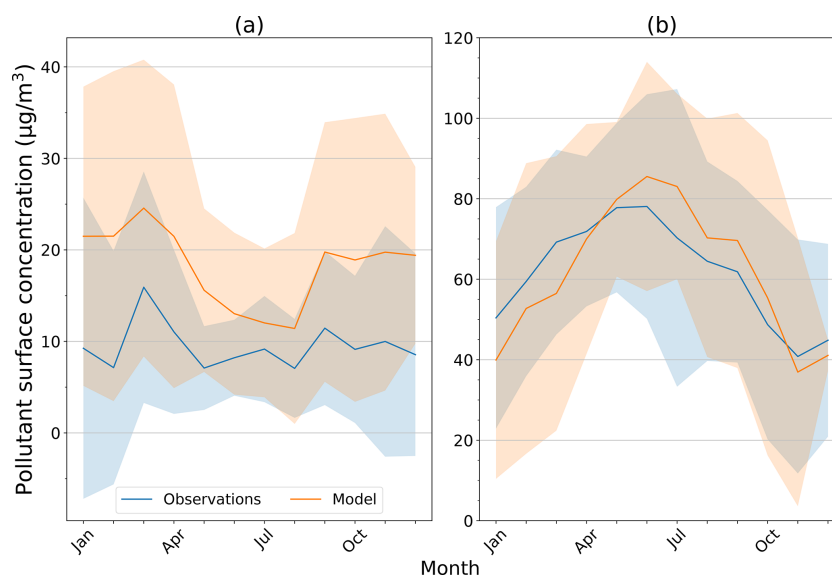 (a)
(b)
Pollutant surface concentration (µg/m³)
40
30
20
10
0
120
100
80
60
40
20
0
Observations
Model
Jan
Apr
Jul
Oct
Jan
Apr
Jul
Oct
Month